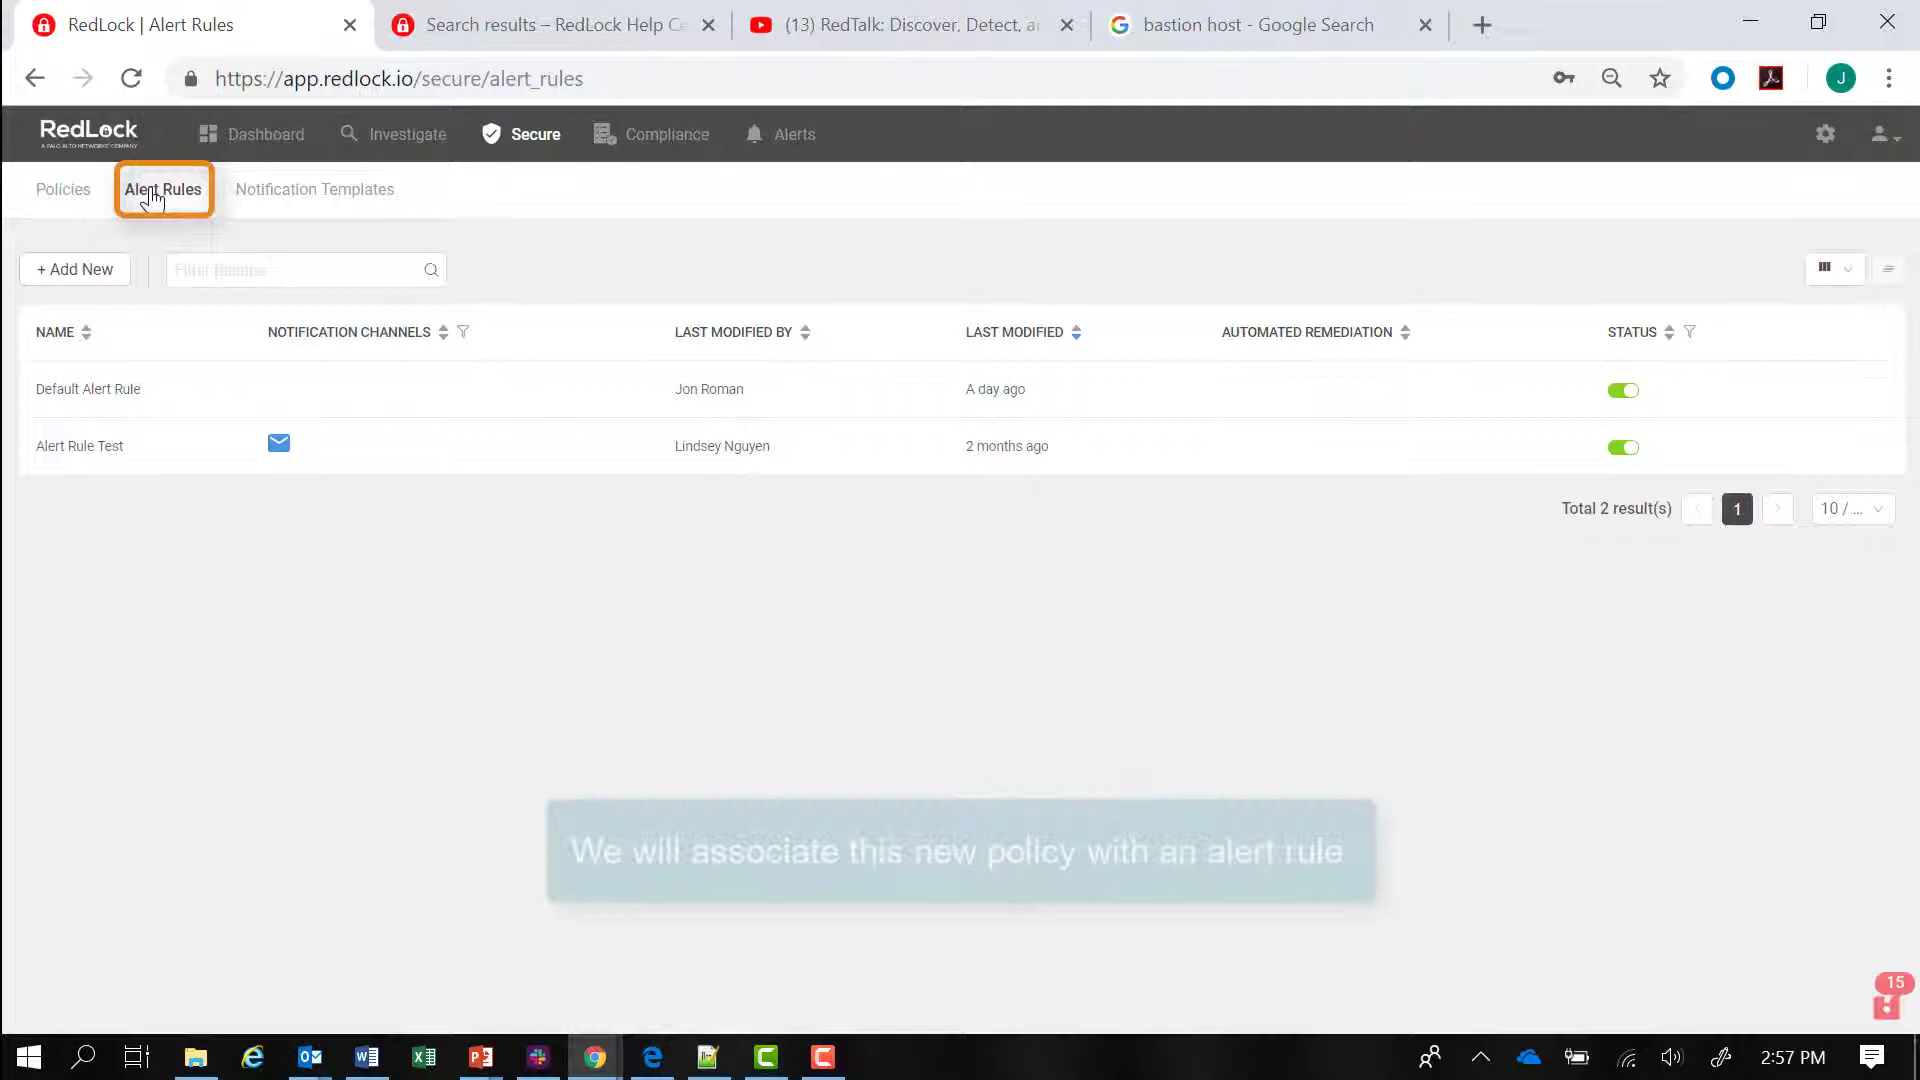 RedLock | Alert Rules
Search results – RedLock Help Ce
(13) RedTalk: Discover, Detect, a
bastion host - Google Search
https://app.redlock.io/secure/alert_rules
J
RedLock
A PALO ALTO NETWORKS COMPANY
Dashboard
Investigate
Secure
Compliance
Alerts
Policies
Alert Rules
Notification Templates
+ Add New
NAME
NOTIFICATION CHANNELS
LAST MODIFIED BY
LAST MODIFIED
AUTOMATED REMEDIATION
STATUS
Default Alert Rule
Jon Roman
A day ago
Alert Rule Test
Lindsey Nguyen
2 months ago
Total 2 result(s)
1
10 / ...
We will associate this new policy with an alert rule
15
2:57 PM